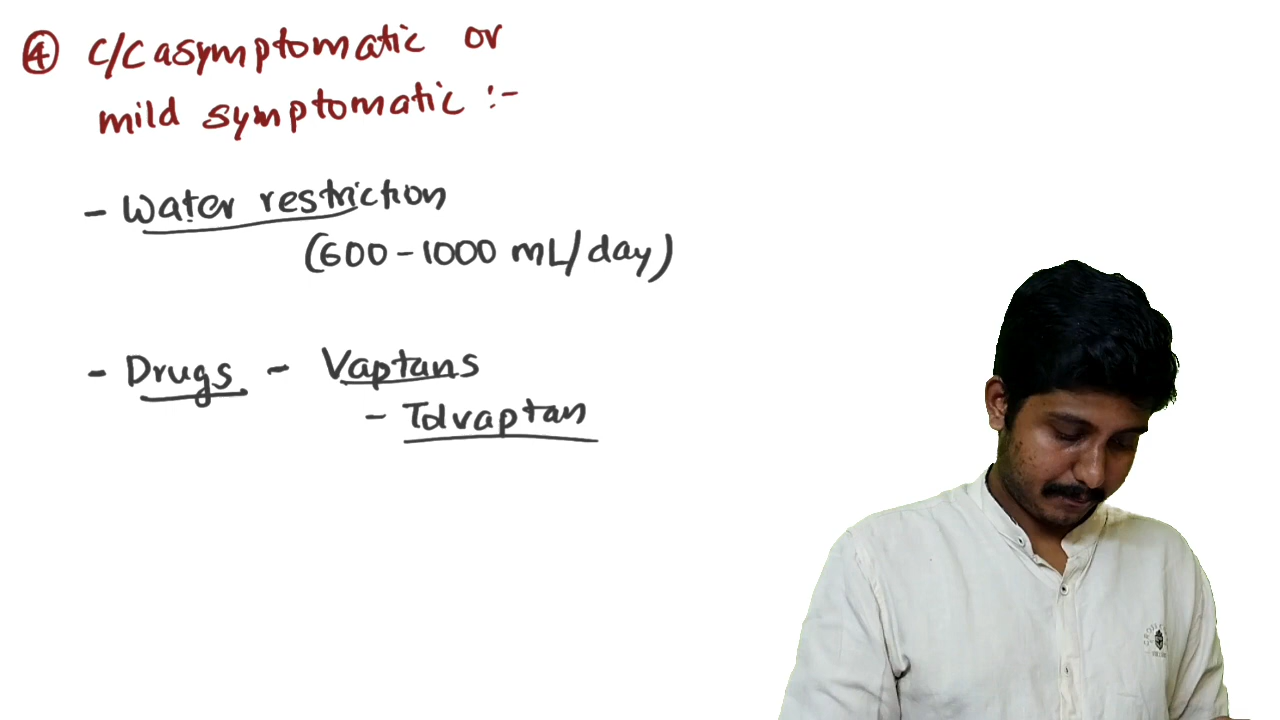 ④ C/C asymptomatic or
mild symptomatic :-
- Water restriction
(600-1000 mL/day)
- Drugs - Vaptans
- Tolvaptan